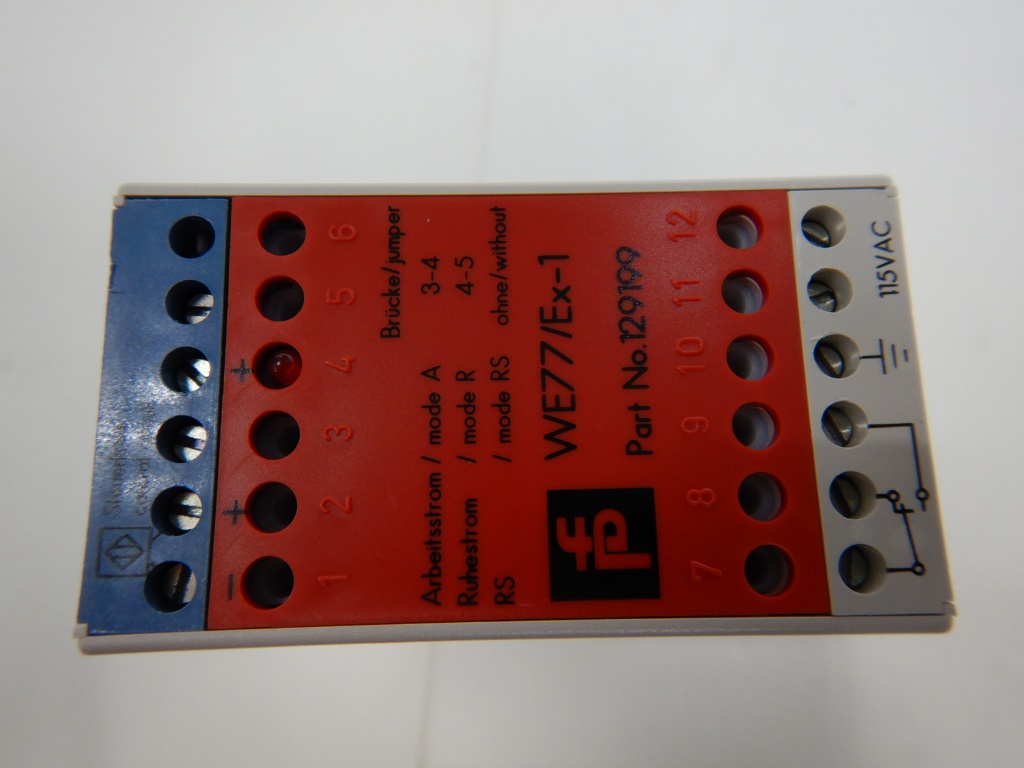 1 2 3 4 5 6
- + +
Brücke/jumper
Arbeitsstrom / mode A 3-4
Ruhestrom / mode R 4-5
RS / mode RS ohne/without
WE77/Ex-1
fp
Part No. 129199
7 8 9 10 11 12
115VAC